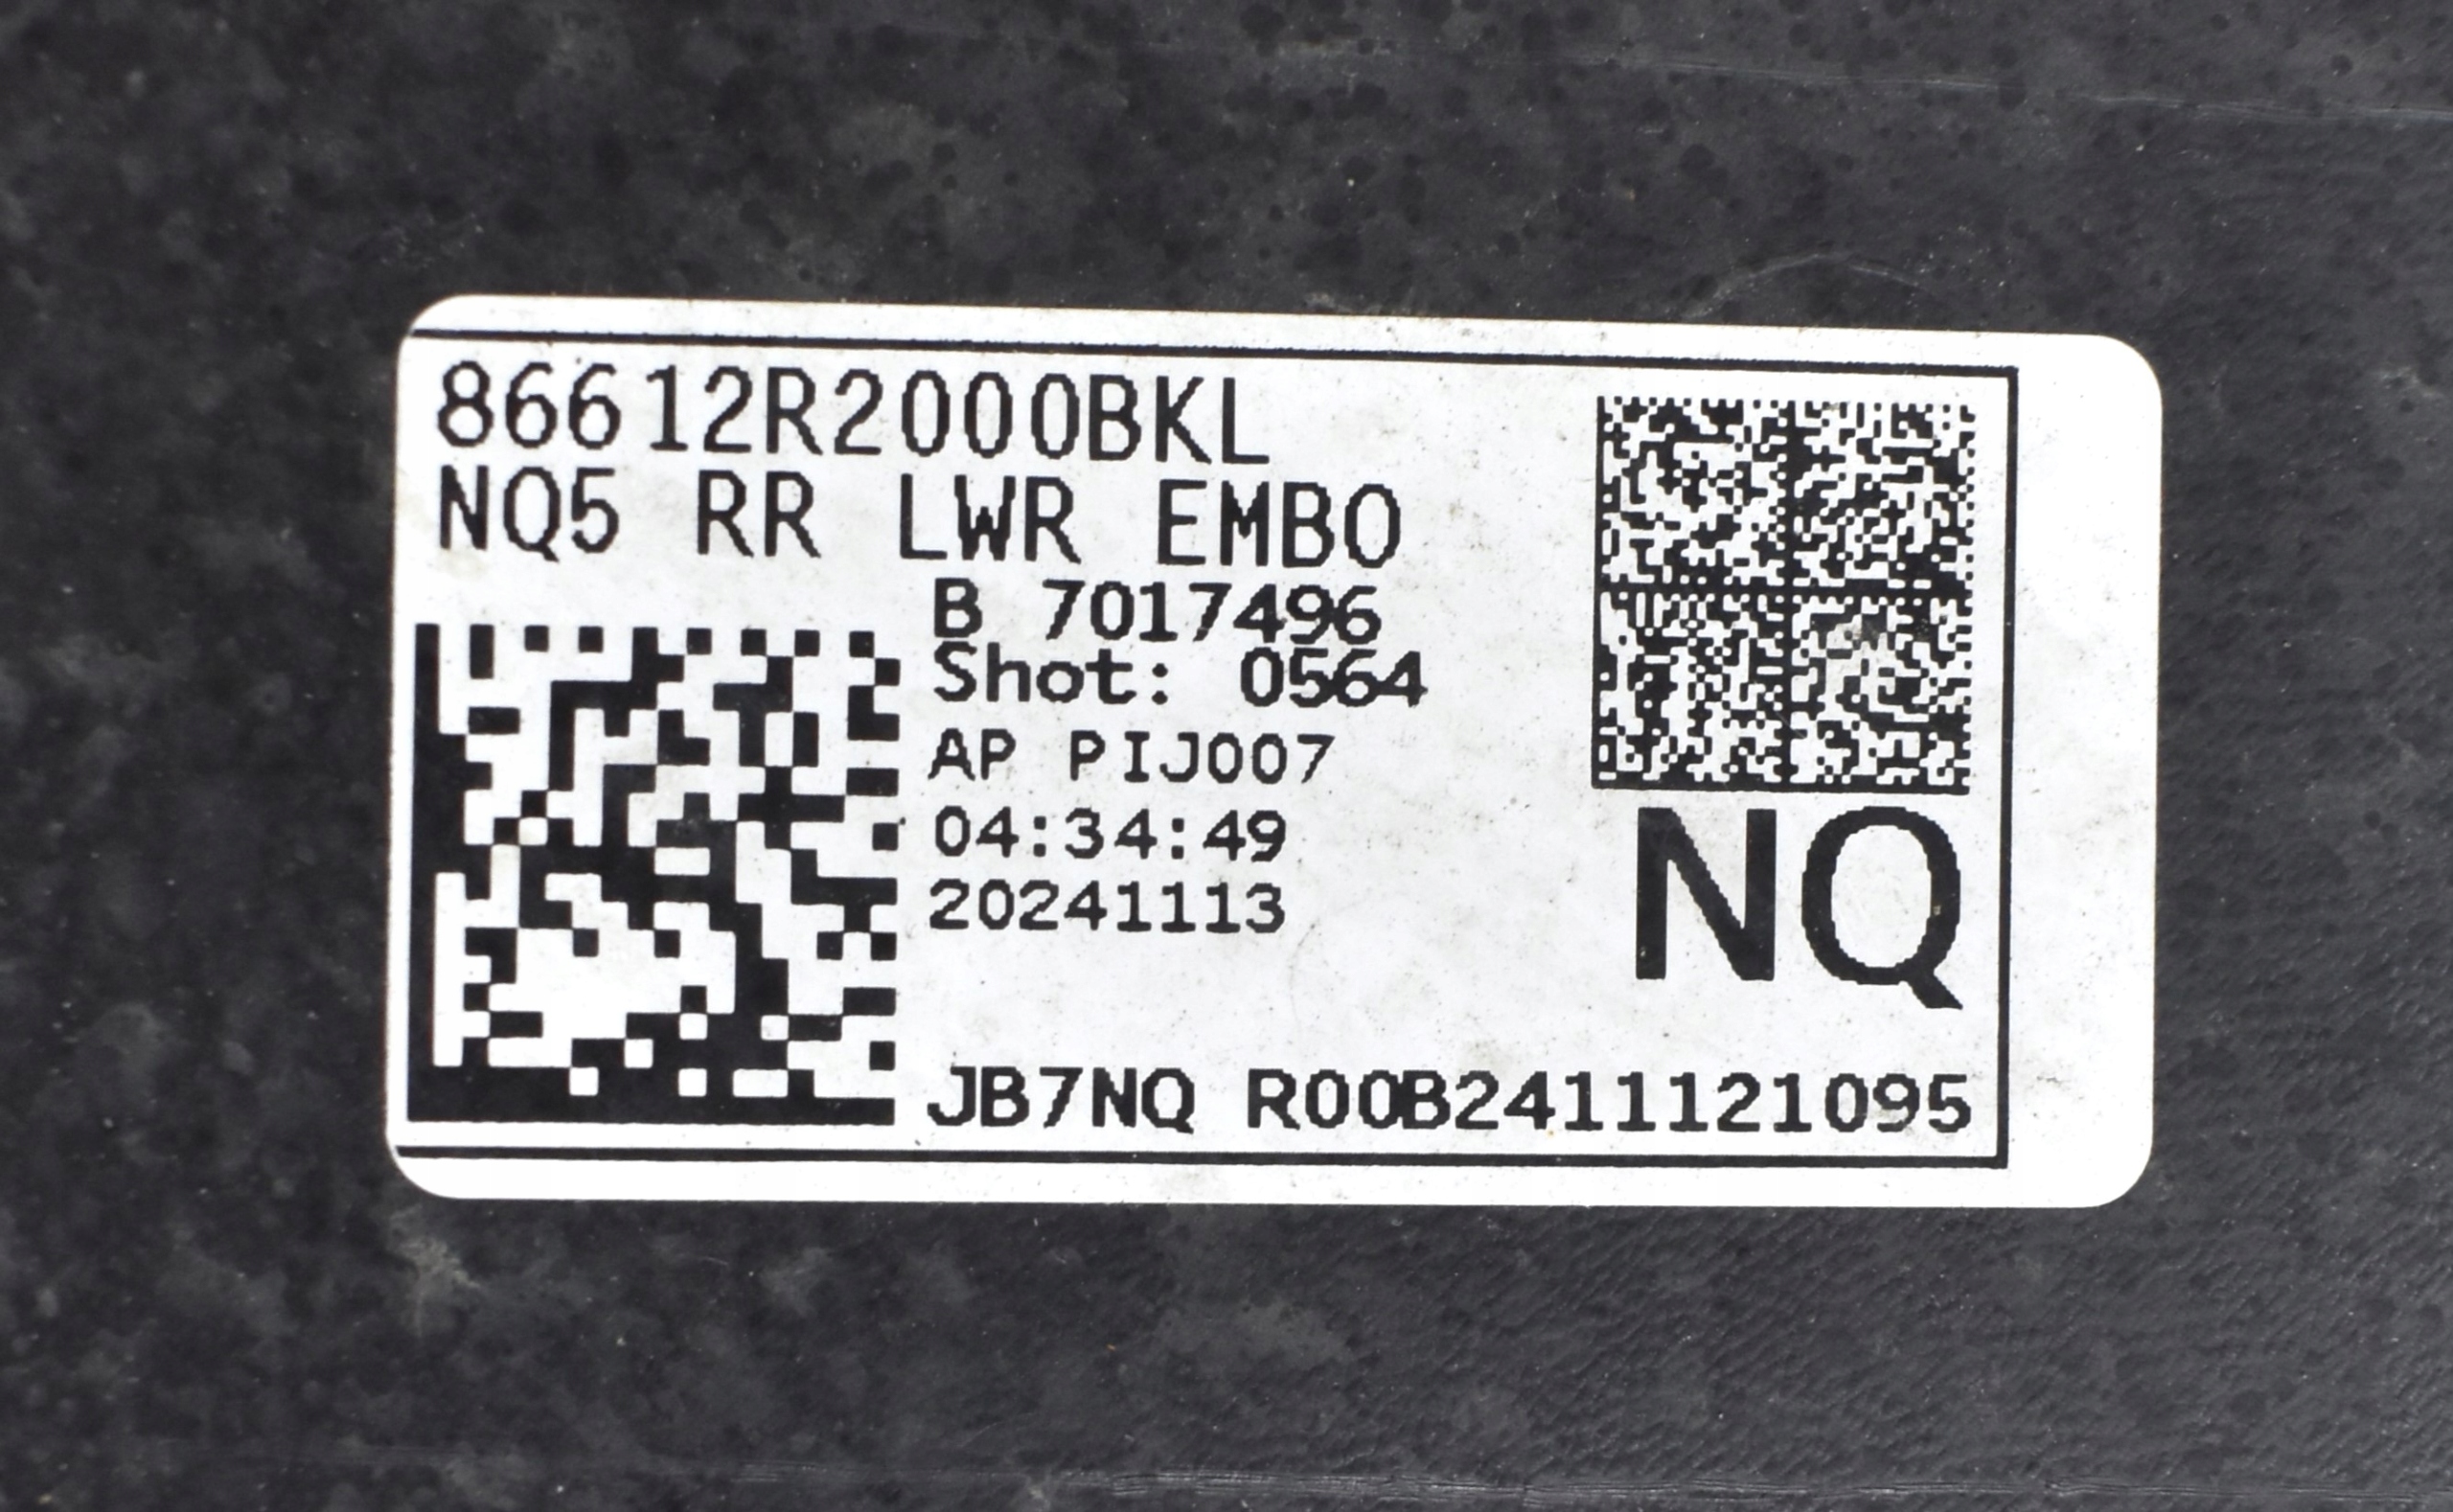 86612R2000BKL
NQ5 RR LWR EMBO
B 7017496
Shot: 0564
AP PIJ007
04:34:49
20241113
NQ
JB7NQ R00B2411121095